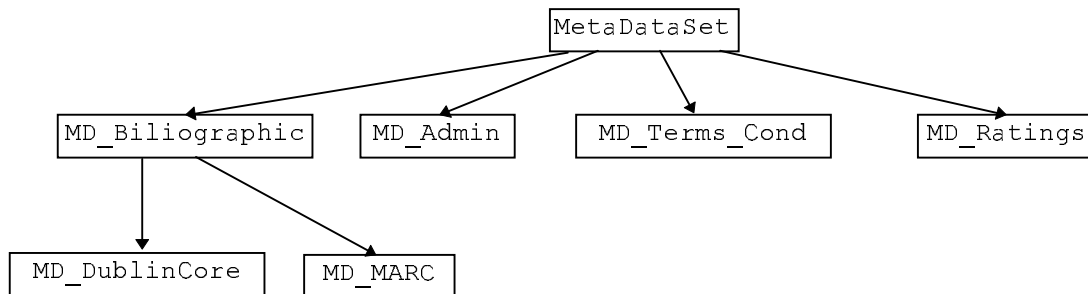 MetaDataSet
MD_Biliographic
MD_Admin
MD_Terms_Cond
MD_Ratings
MD_DublinCore
MD_MARC